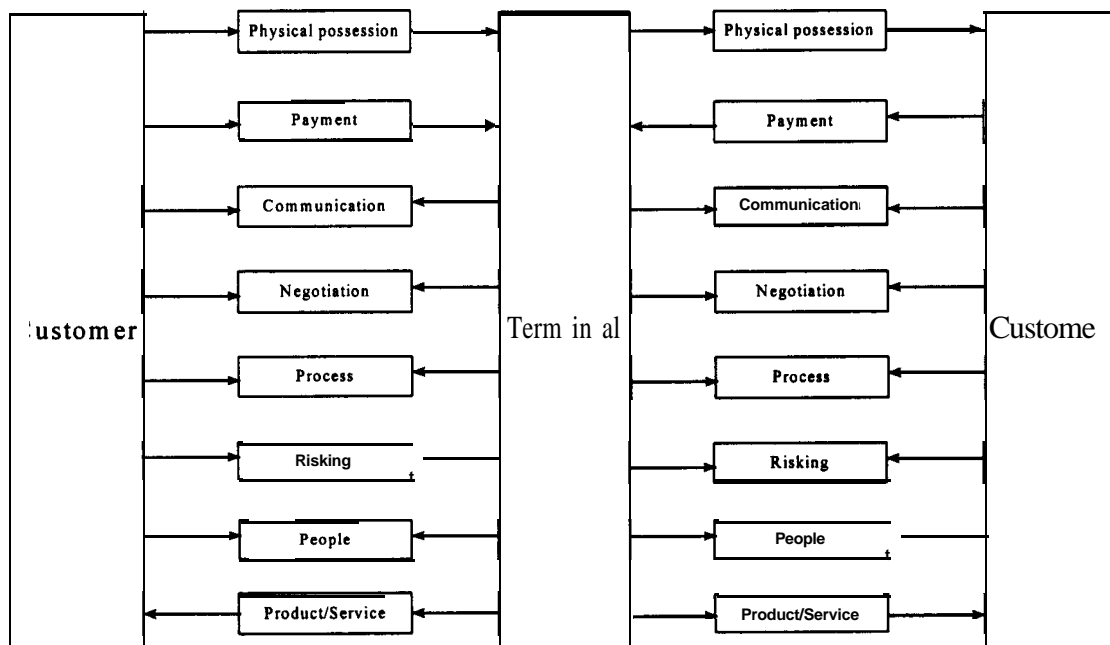 Physical possession
Physical possession
Payment
Payment
Communication
Communication
Negotiation
Negotiation
:ustomer
Term in al
Custome
Process
Process
Risking
Risking
t
People
People
t
Product/Service
Product/Service